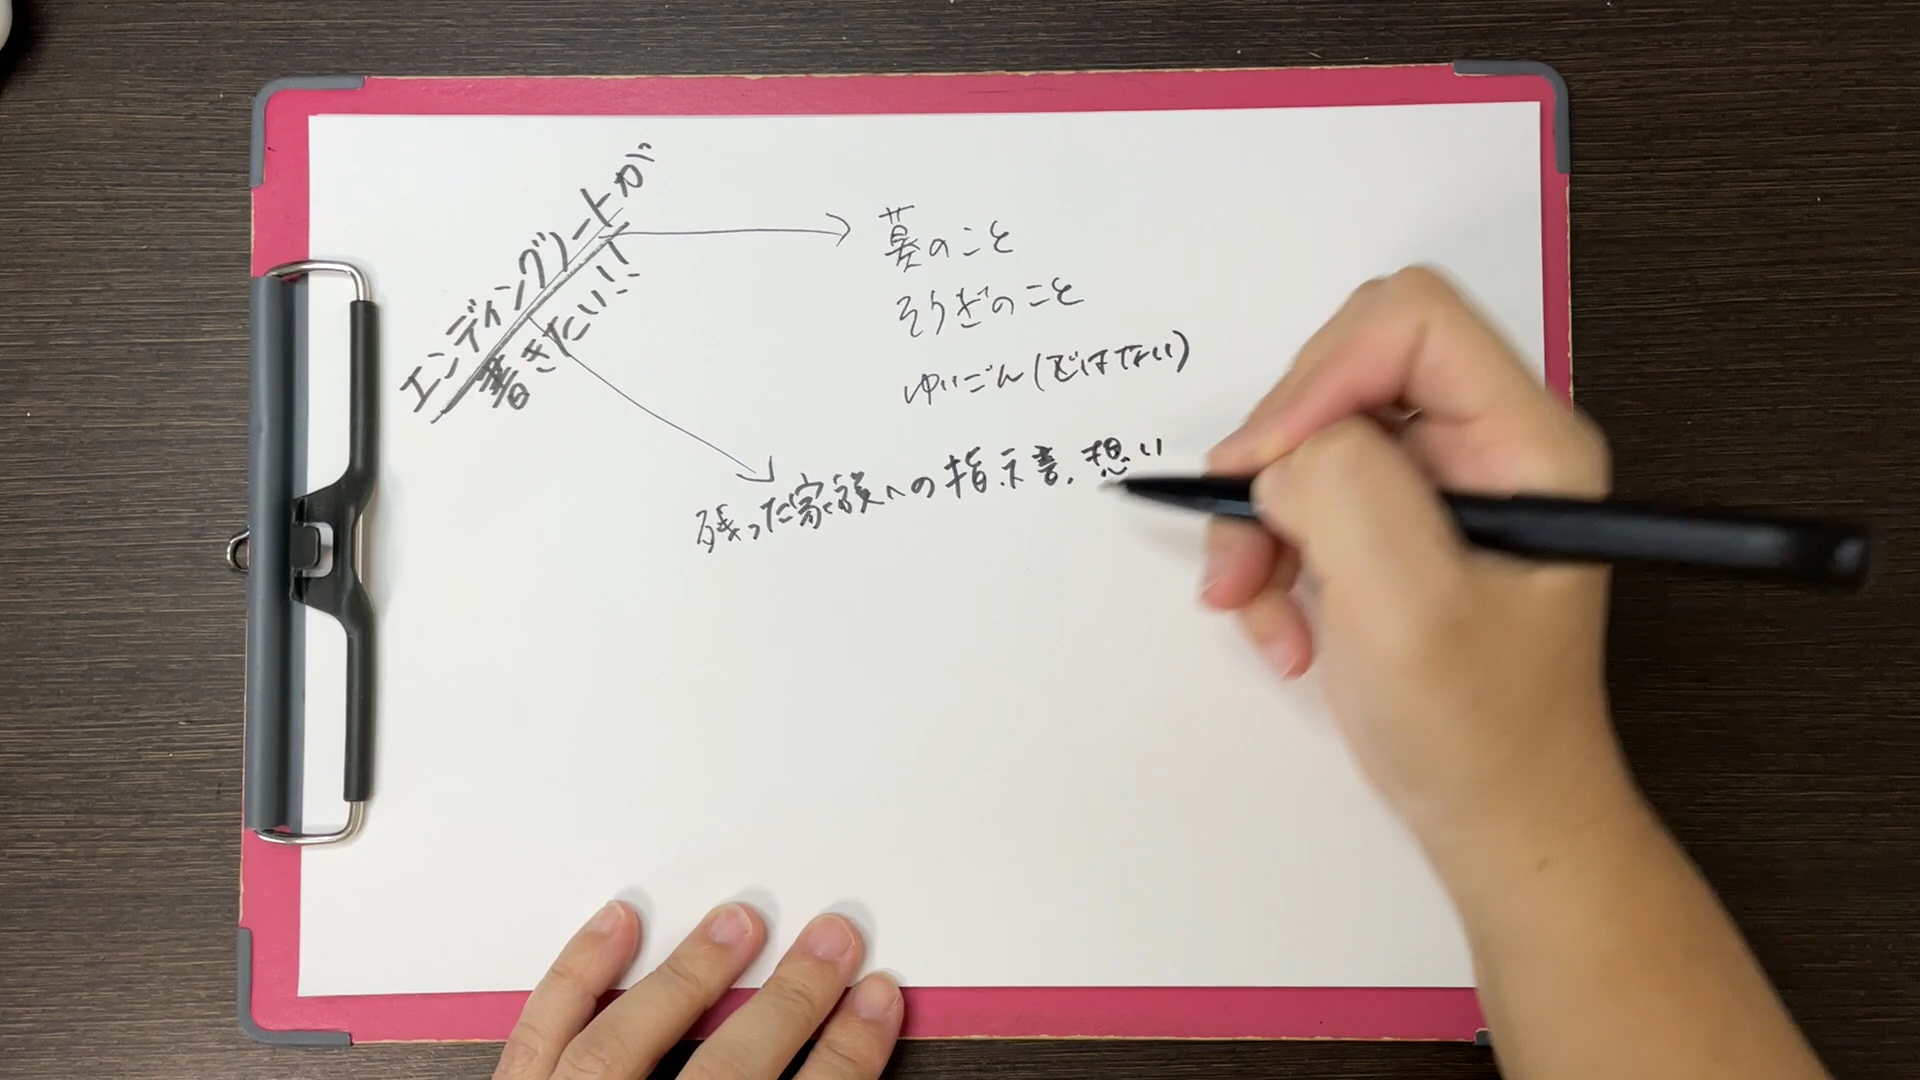 エンディングノートが
書きたい!!
墓のこと
そうぎのこと
ゆいごん(ではない)
残った家族への指示書、想い